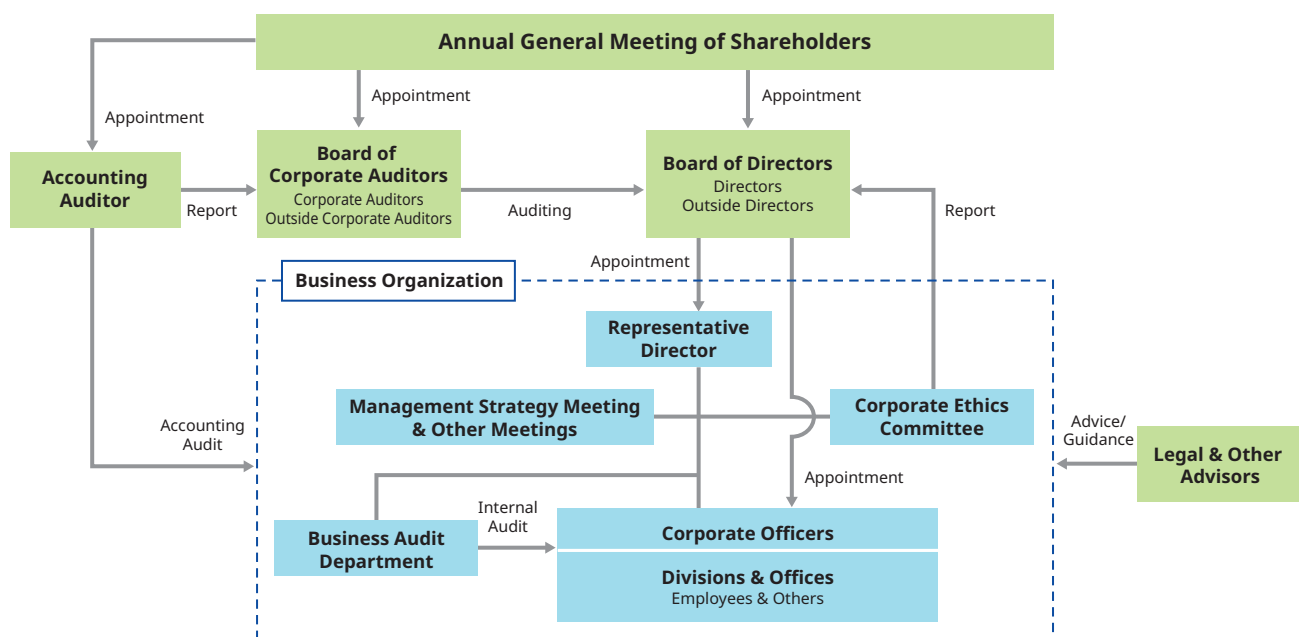 Annual General Meeting of Shareholders
Appointment
Appointment
Appointment
Accounting
Auditor
Report
Board of
Corporate Auditors
Corporate Auditors
Outside Corporate Auditors
Auditing
Board of Directors
Directors
Outside Directors
Report
Appointment
Business Organization
Representative
Director
Management Strategy Meeting
& Other Meetings
Corporate Ethics
Committee
Accounting
Audit
Advice/
Guidance
Legal & Other
Advisors
Appointment
Business Audit
Department
Internal
Audit
Corporate Officers
Divisions & Offices
Employees & Others